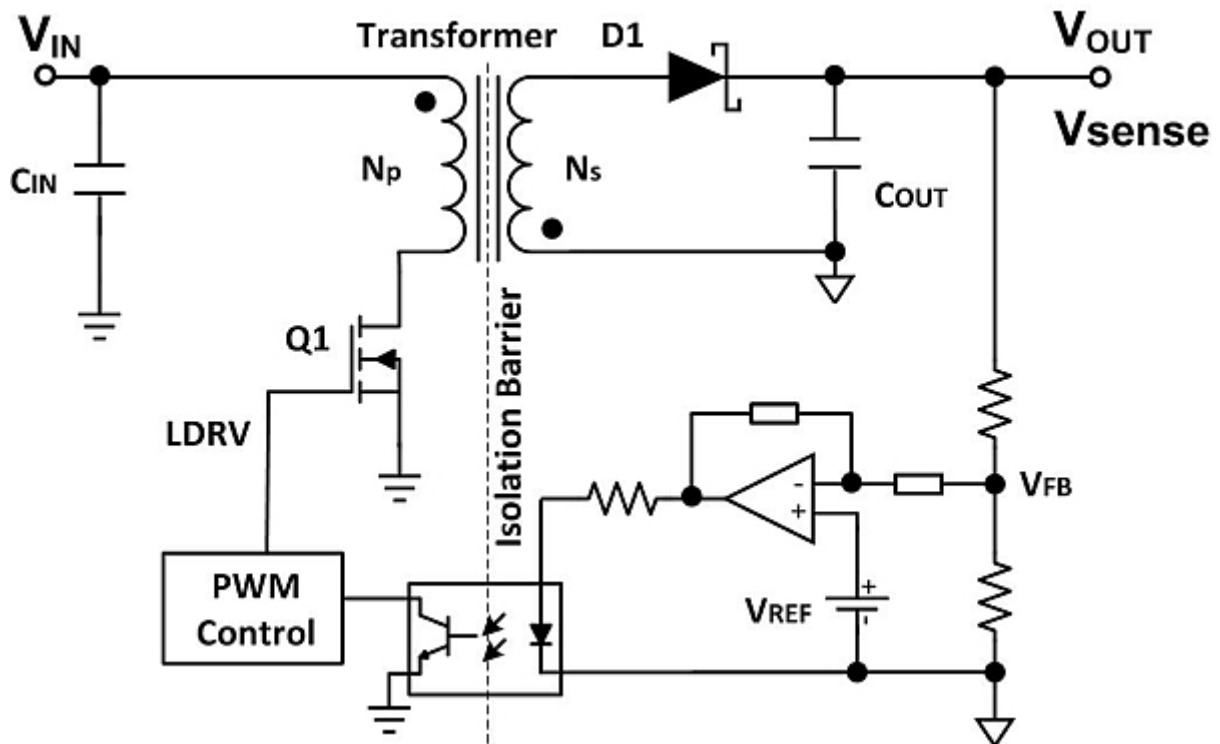 VIN
Transformer
D1
VOUT
Vsense
CIN
Np
Ns
COUT
Q1
Isolation Barrier
LDRV
-
+
VFB
PWM
Control
VREF
+
-